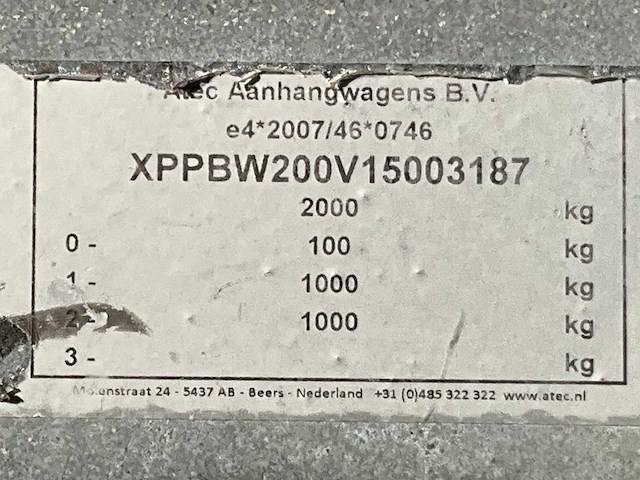 Atec Aanhangwagens B.V.
e4*2007/46*0746
XPPBW200V15003187
2000 kg
0 - 100 kg
1 - 1000 kg
2 - 1000 kg
3 - kg
Molenstraat 24 - 5437 AB - Beers - Nederland +31 (0)485 322 322 www.atec.nl